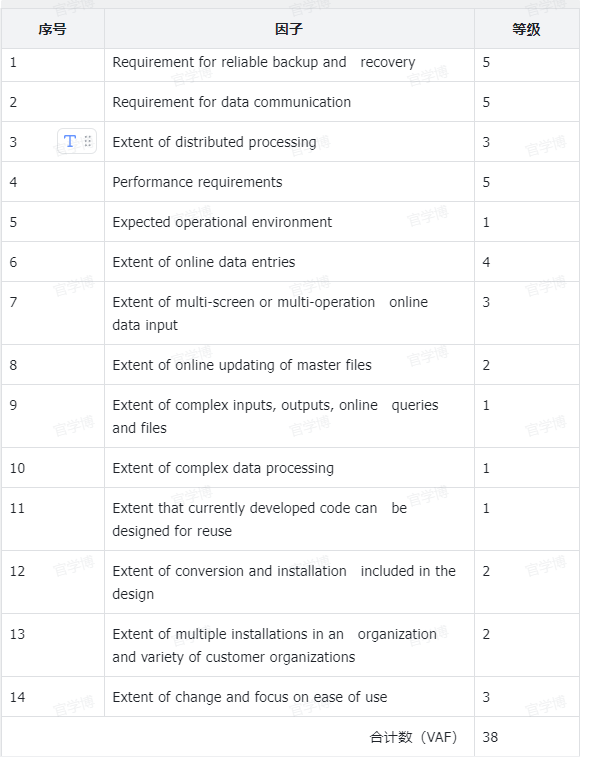 序号 因子 等级
1 Requirement for reliable backup and recovery 5
2 Requirement for data communication 5
3 T Extent of distributed processing 3
4 Performance requirements 5
5 Expected operational environment 1
6 Extent of online data entries 4
7 Extent of multi-screen or multi-operation online 3
data input
8 Extent of online updating of master files 2
9 Extent of complex inputs, outputs, online queries 1
and files
10 Extent of complex data processing 1
11 Extent that currently developed code can be 1
designed for reuse
12 Extent of conversion and installation included in the 2
design
13 Extent of multiple installations in an organization 2
and variety of customer organizations
14 Extent of change and focus on ease of use 3
合计数（VAF） 38
官学博